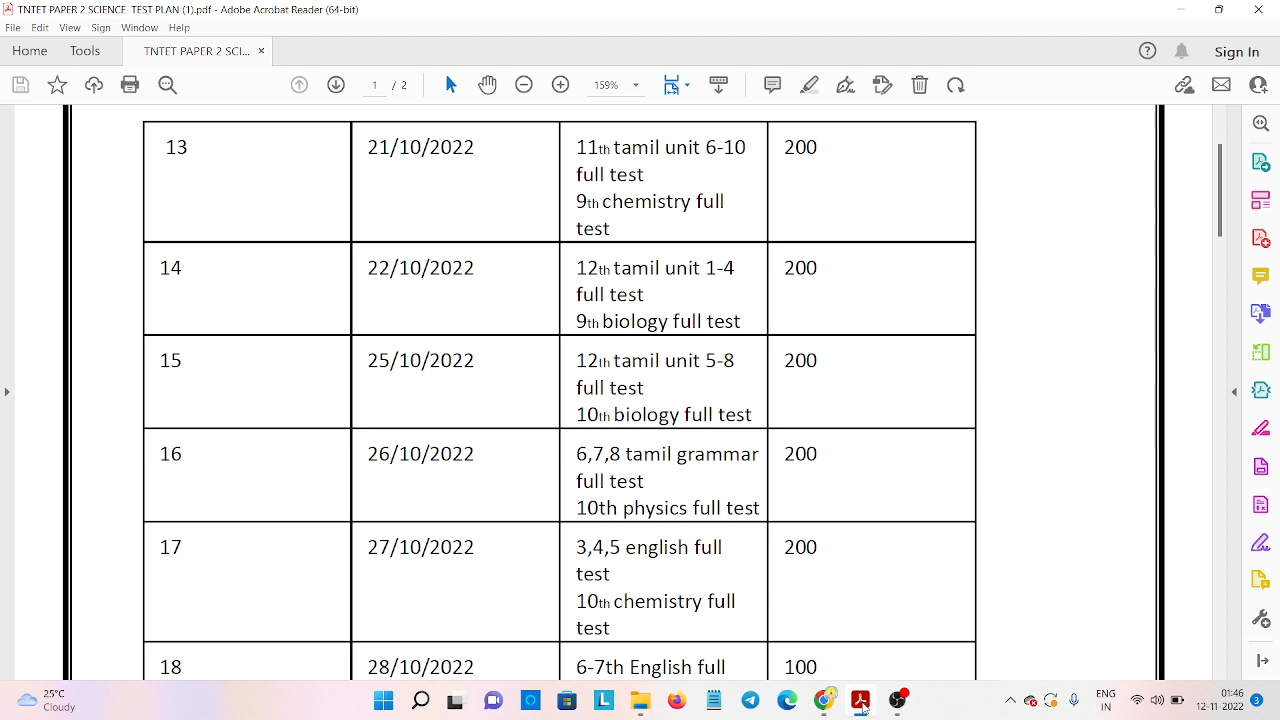 TNTET PAPER 2 SCIENCE TEST PLAN (1).pdf - Adobe Acrobat Reader (64-bit)
File Edit View Sign Window Help
Home Tools TNTET PAPER 2 SCI... × Sign In
1 / 2 159%
13 21/10/2022 11th tamil unit 6-10 200
full test
9th chemistry full
test
14 22/10/2022 12th tamil unit 1-4 200
full test
9th biology full test
15 25/10/2022 12th tamil unit 5-8 200
full test
10th biology full test
16 26/10/2022 6,7,8 tamil grammar 200
full test
10th physics full test
17 27/10/2022 3,4,5 english full 200
test
10th chemistry full
test
18 28/10/2022 6-7th English full 100
25°C
Cloudy
ENG
IN
01:46
12-11-2022
3